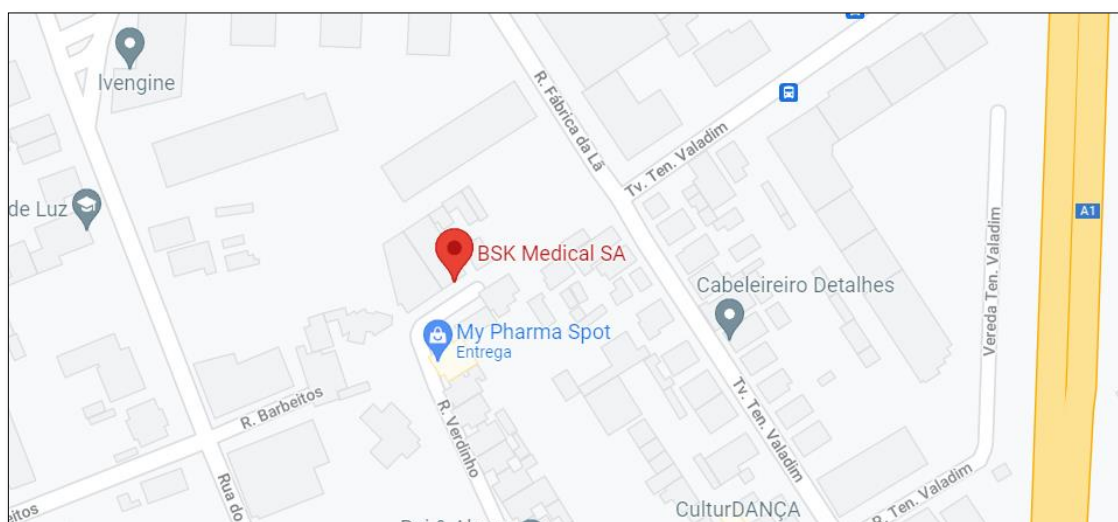 Ivengine
R. Fábrica da Lã
Tv. Ten. Valadim
A1
de Luz
BSK Medical SA
Vereda Ten. Valadim
Cabeleireiro Detalhes
My Pharma Spot
Entrega
R. Barbeitos
R. Verdinho
Tv. Ten. Valadim
Rua do
eitos
R. Ten. Valadim
CulturDANÇA